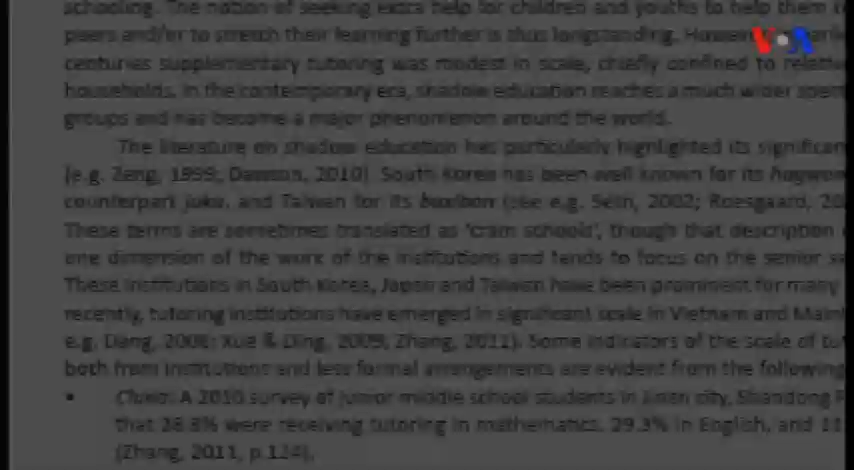 schooling. The notion of seeking extra help for children and youths to help them
VOA
peers and/or to stretch their learning further is thus longstanding.
centuries supplementary tutoring was modest in scale, chiefly confined to
households. In the contemporary era, shadow education reaches a much wider
groups and has become a major phenomenon around the world.
The literature on shadow education has particularly highlighted its
(e.g. Zeng, 1999; Dawson, 2010). South Korea has been well known for its
counterpart juku, and Taiwan for its buxiban (see e.g. Seth, 2002; Roesgaard,
These terms are sometimes translated as 'cram schools', though that description
one dimension of the work of the institutions and tends to focus on the senior
These institutions in South Korea, Japan and Taiwan have been prominent for many
recently, tutoring institutions have emerged in significant scale in Vietnam and
e.g. Dang, 2008; Xue & Ding, 2009; Zhang, 2011). Some indicators of the scale of
both from institutions and less formal arrangements are evident from the following
• China: A 2010 survey of junior middle school students in Jinan city, Shandong
that 28.8% were receiving tutoring in mathematics, 29.3% in English, and
(Zhang, 2011, p.124).